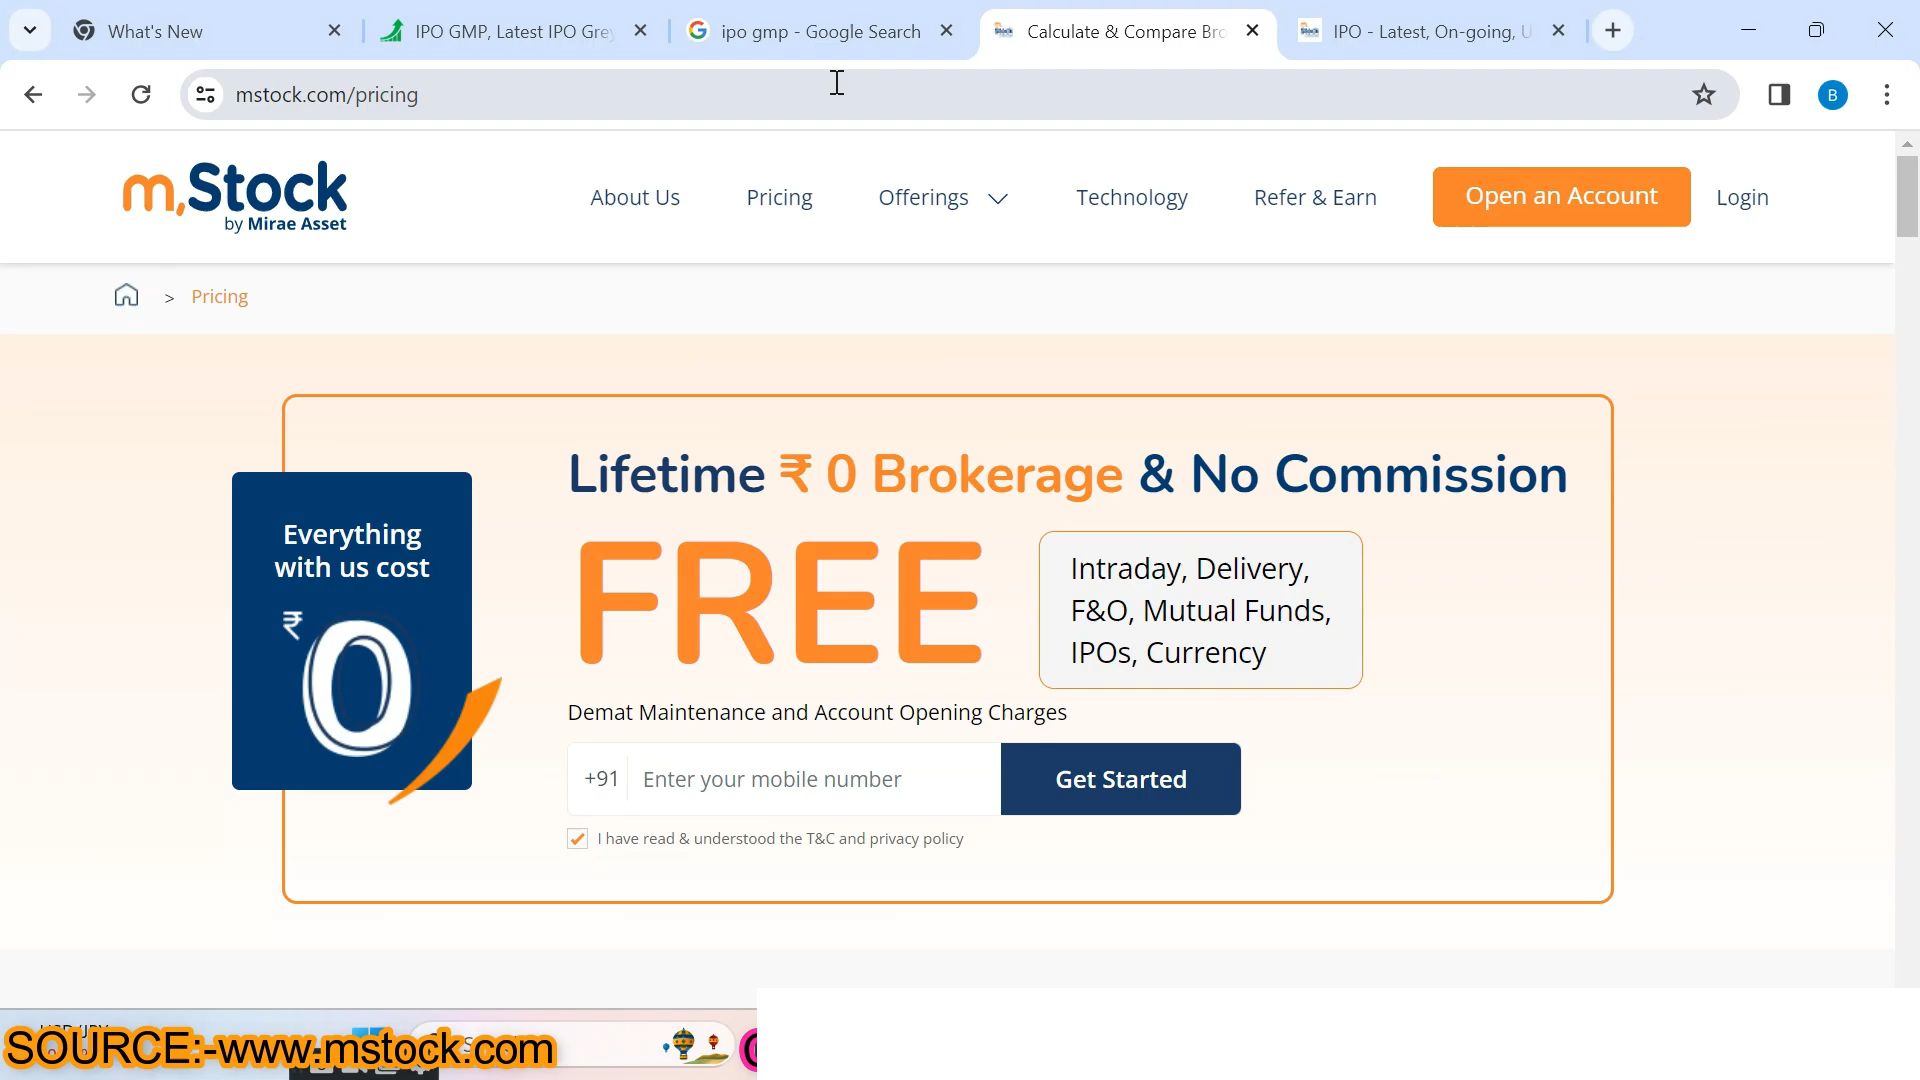 What's New
IPO GMP, Latest IPO Grey
ipo gmp - Google Search
Calculate & Compare Bro
IPO - Latest, On-going, U
mstock.com/pricing
B
m.Stock
by Mirae Asset
About Us
Pricing
Offerings
Technology
Refer & Earn
Open an Account
Login
> Pricing
Everything
with us cost
₹ 0
Lifetime ₹ 0 Brokerage & No Commission
FREE
Intraday, Delivery,
F&O, Mutual Funds,
IPOs, Currency
Demat Maintenance and Account Opening Charges
+91
Enter your mobile number
Get Started
I have read & understood the T&C and privacy policy
SOURCE:-www.mstock.com